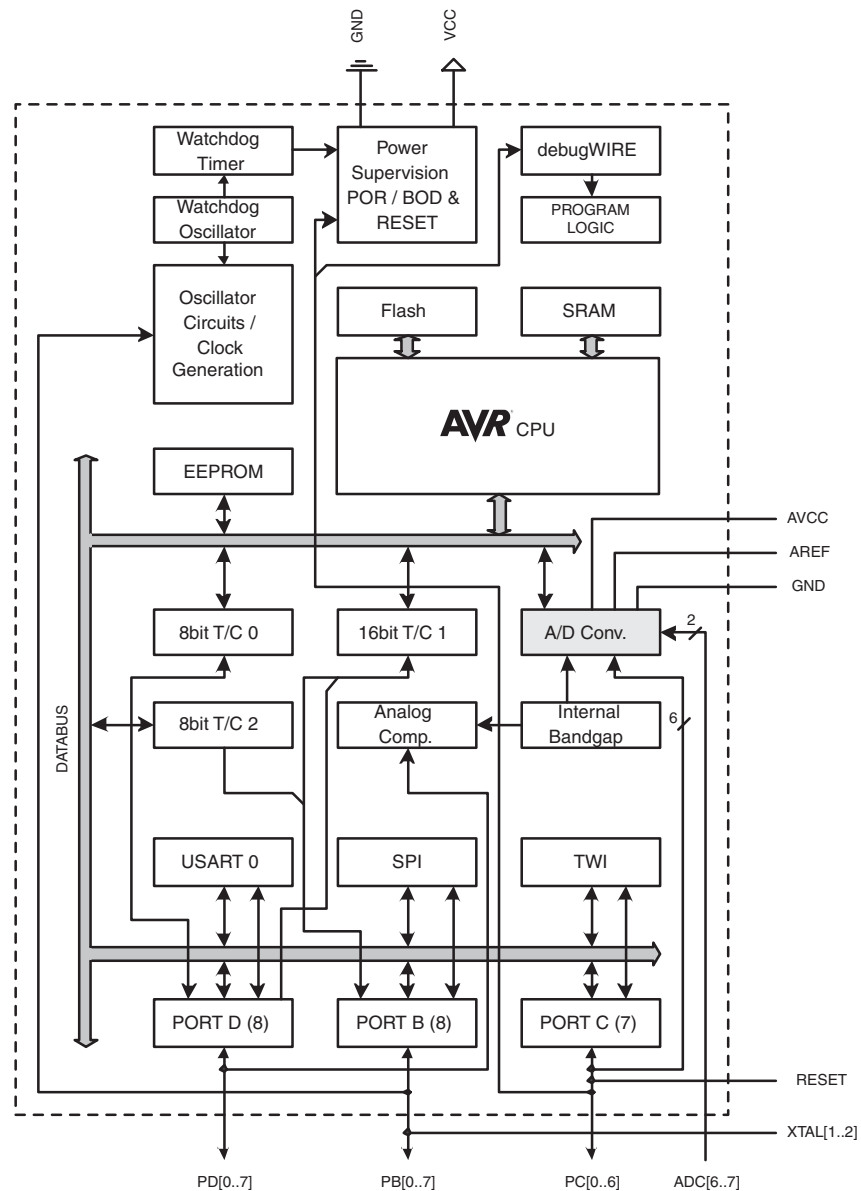 GND
VCC
Watchdog
Timer
Power
Supervision
POR / BOD &
RESET
debugWIRE
Watchdog
Oscillator
PROGRAM
LOGIC
Oscillator
Circuits /
Clock
Generation
Flash
SRAM
AVR CPU
EEPROM
AVCC
AREF
GND
8bit T/C 0
16bit T/C 1
A/D Conv.
2
DATABUS
8bit T/C 2
Analog
Comp.
Internal
Bandgap
6
USART 0
SPI
TWI
PORT D (8)
PORT B (8)
PORT C (7)
RESET
XTAL[1..2]
PD[0..7]
PB[0..7]
PC[0..6]
ADC[6..7]